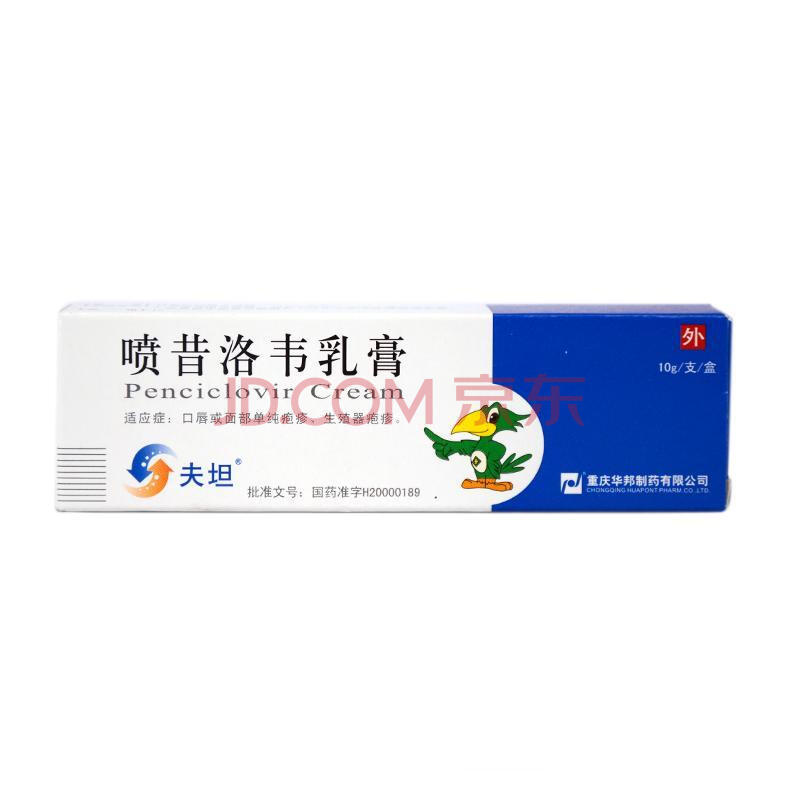 喷昔洛韦乳膏
Penciclovir Cream
适应症：口唇或面部单纯疱疹、生殖器疱疹。
夫坦®
批准文号：国药准字H20000189
外
10g/支/盒
重庆华邦制药有限公司
CHONGQING HUAPONT PHARM.CO.,LTD.
JD.COM 京东